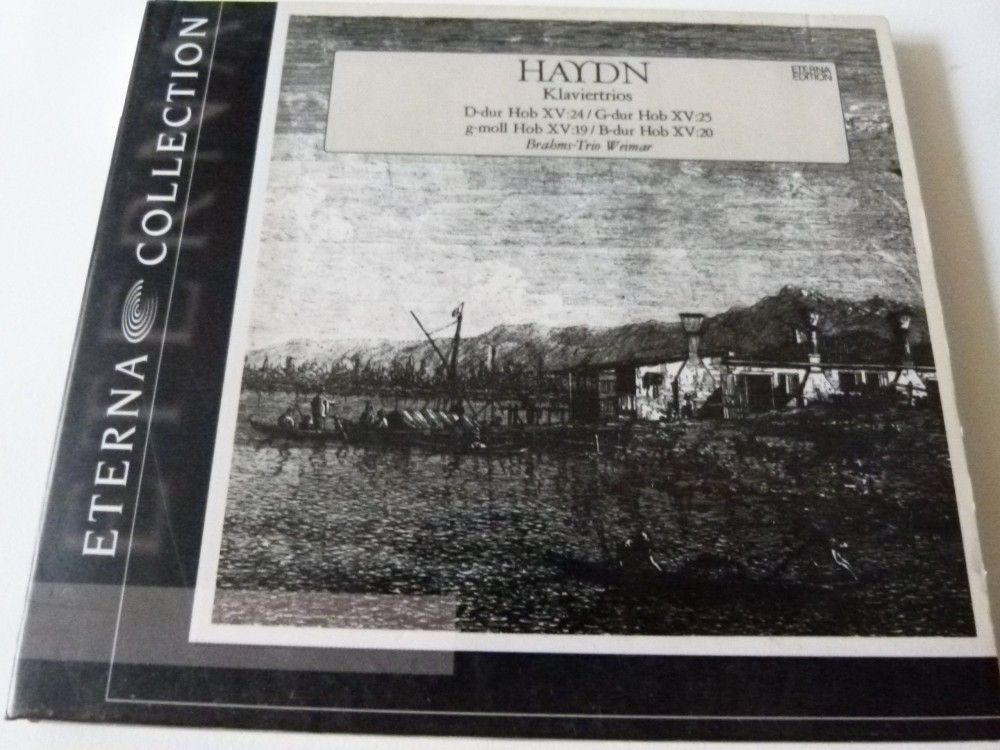 HAYDN
Klaviertrios
D-dur Hob XV:24 / G-dur Hob XV:25
g-moll Hob XV:19 / B-dur Hob XV:20
Brahms-Trio Weimar
ETERNA
EDITION
ETERNA COLLECTION